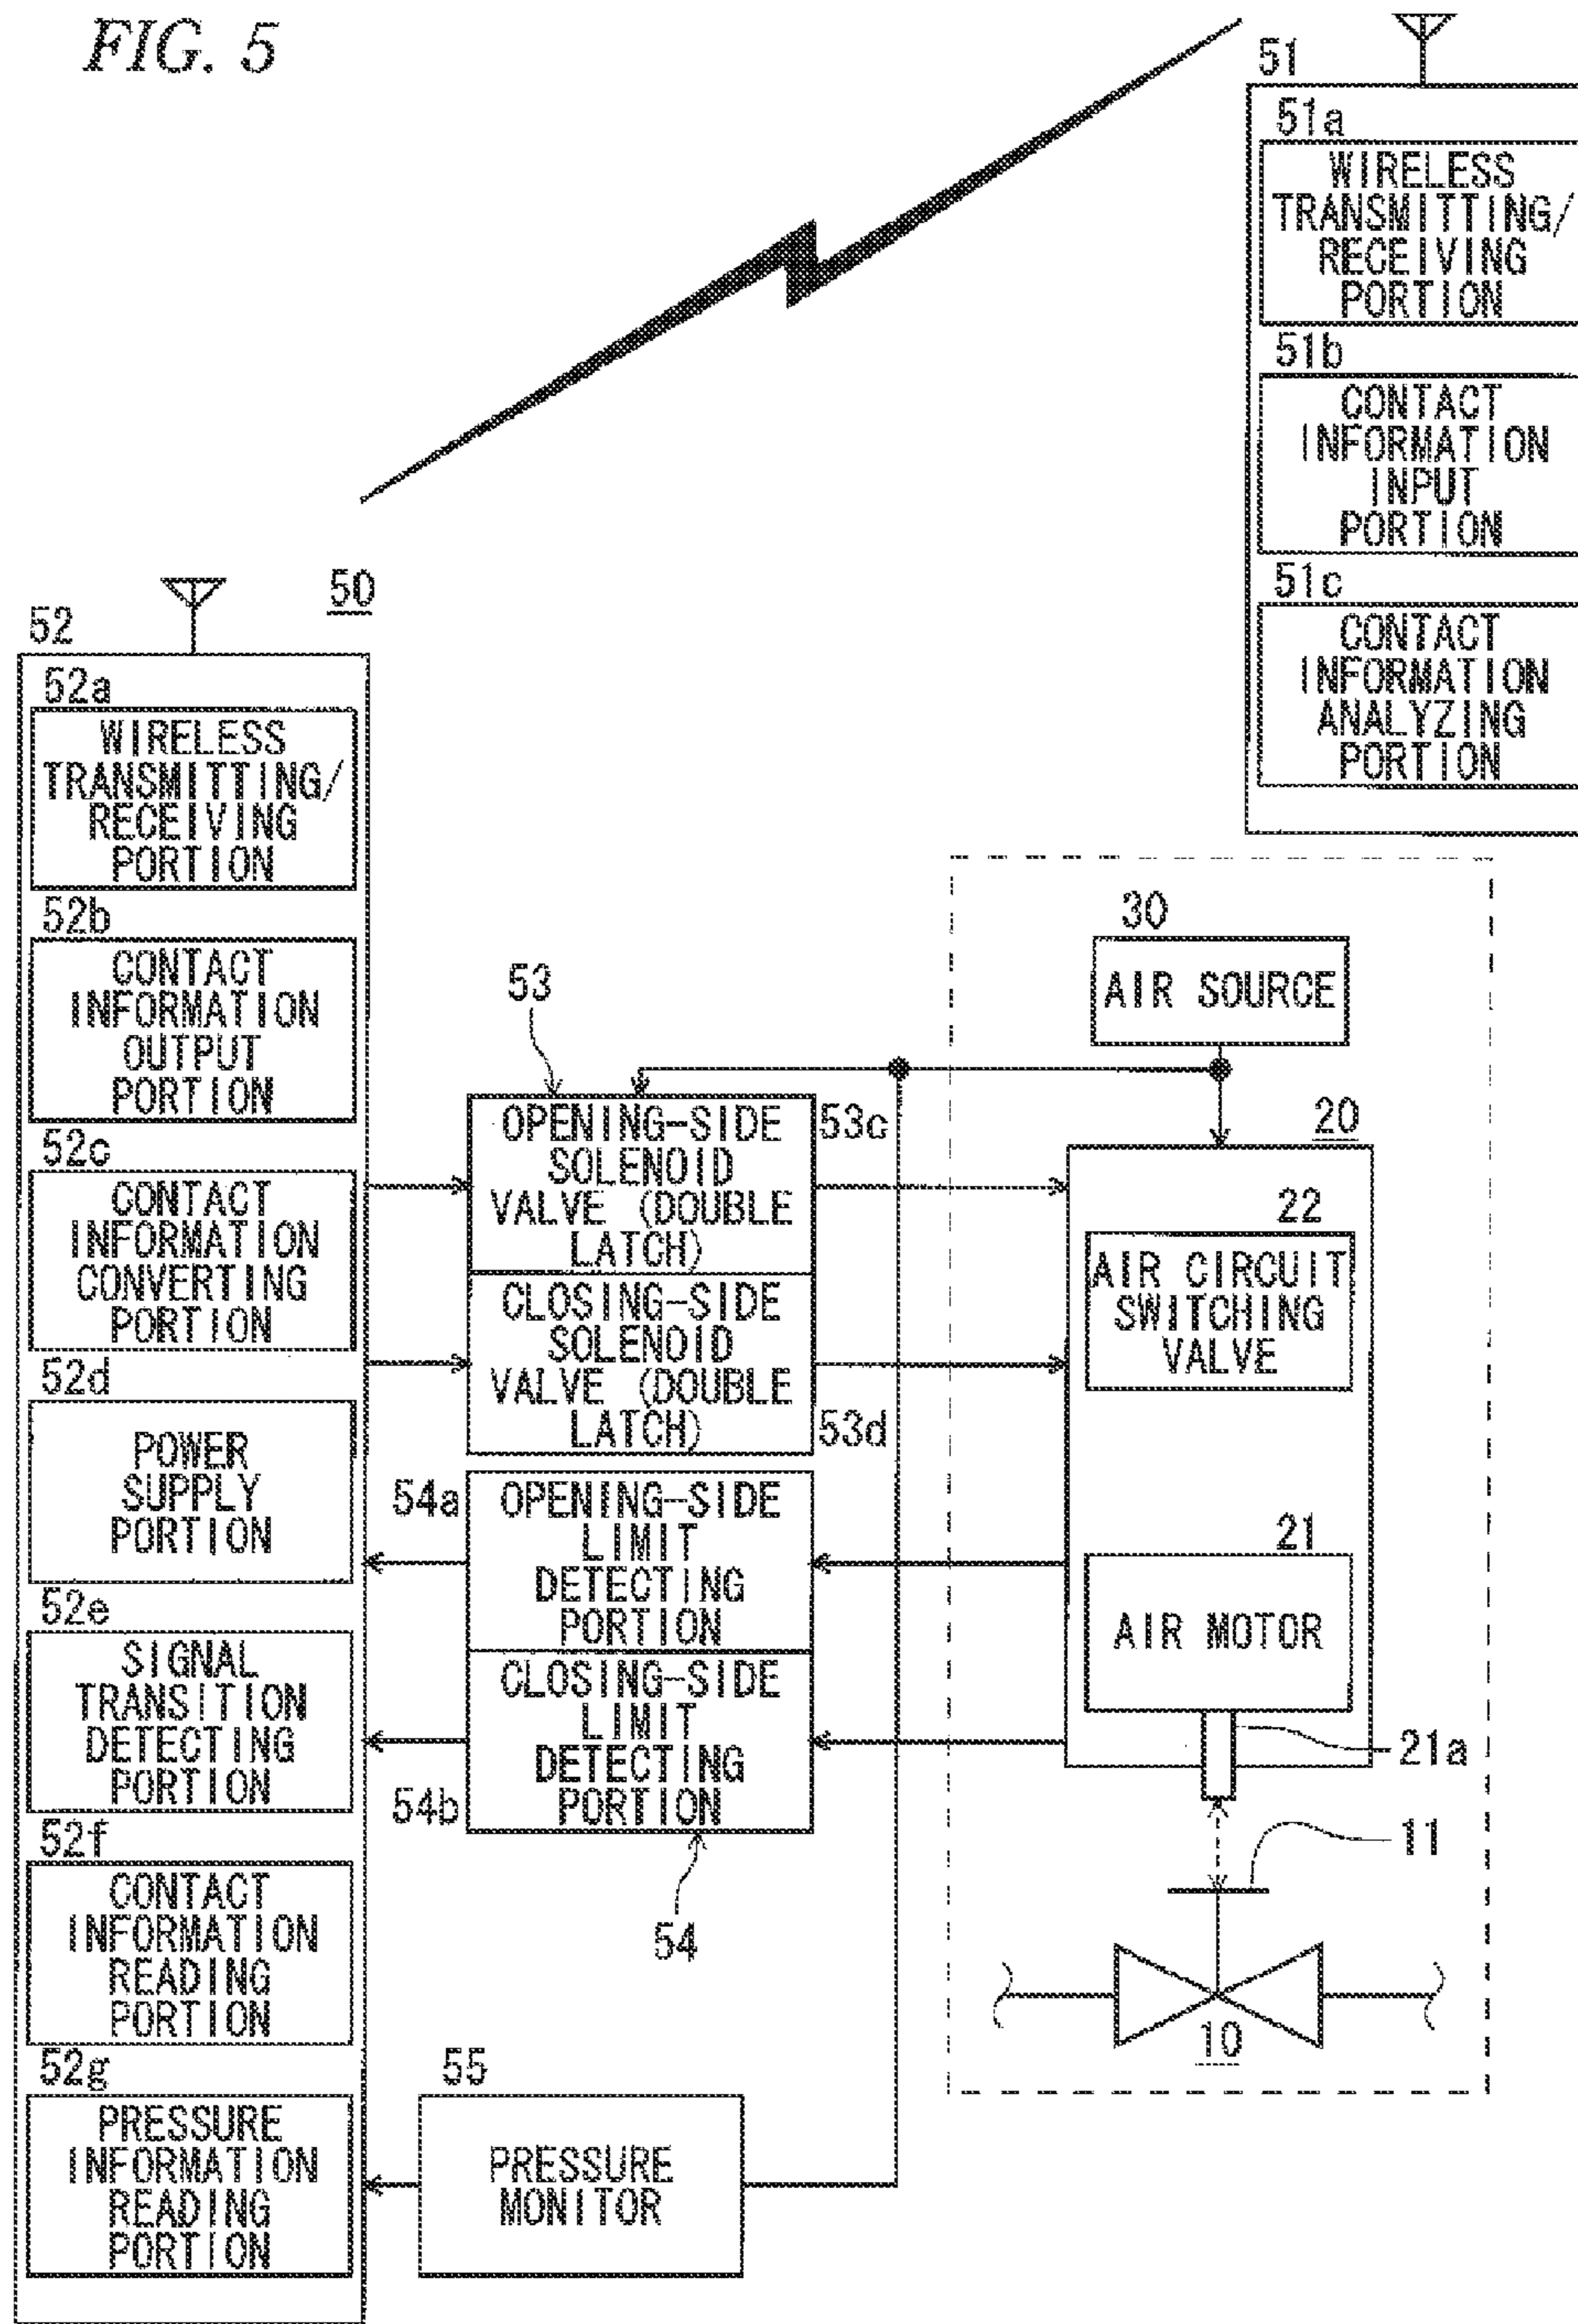 FIG. 5
51
51a
WIRELESS
TRANSMITTING/
RECEIVING
PORTION
51b
CONTACT
INFORMATION
INPUT
PORTION
51c
CONTACT
INFORMATION
ANALYZING
PORTION
50
52
52a
WIRELESS
TRANSMITTING/
RECEIVING
PORTION
52b
CONTACT
INFORMATION
OUTPUT
PORTION
52c
CONTACT
INFORMATION
CONVERTING
PORTION
52d
POWER
SUPPLY
PORTION
52e
SIGNAL
TRANSITION
DETECTING
PORTION
52f
CONTACT
INFORMATION
READING
PORTION
52g
PRESSURE
INFORMATION
READING
PORTION
53
OPENING-SIDE
SOLENOID
VALVE (DOUBLE
LATCH)
53c
CLOSING-SIDE
SOLENOID
VALVE (DOUBLE
LATCH)
53d
54a
OPENING-SIDE
LIMIT
DETECTING
PORTION
CLOSING-SIDE
LIMIT
DETECTING
PORTION
54b
54
55
PRESSURE
MONITOR
30
AIR SOURCE
20
22
AIR CIRCUIT
SWITCHING
VALVE
21
AIR MOTOR
21a
11
10